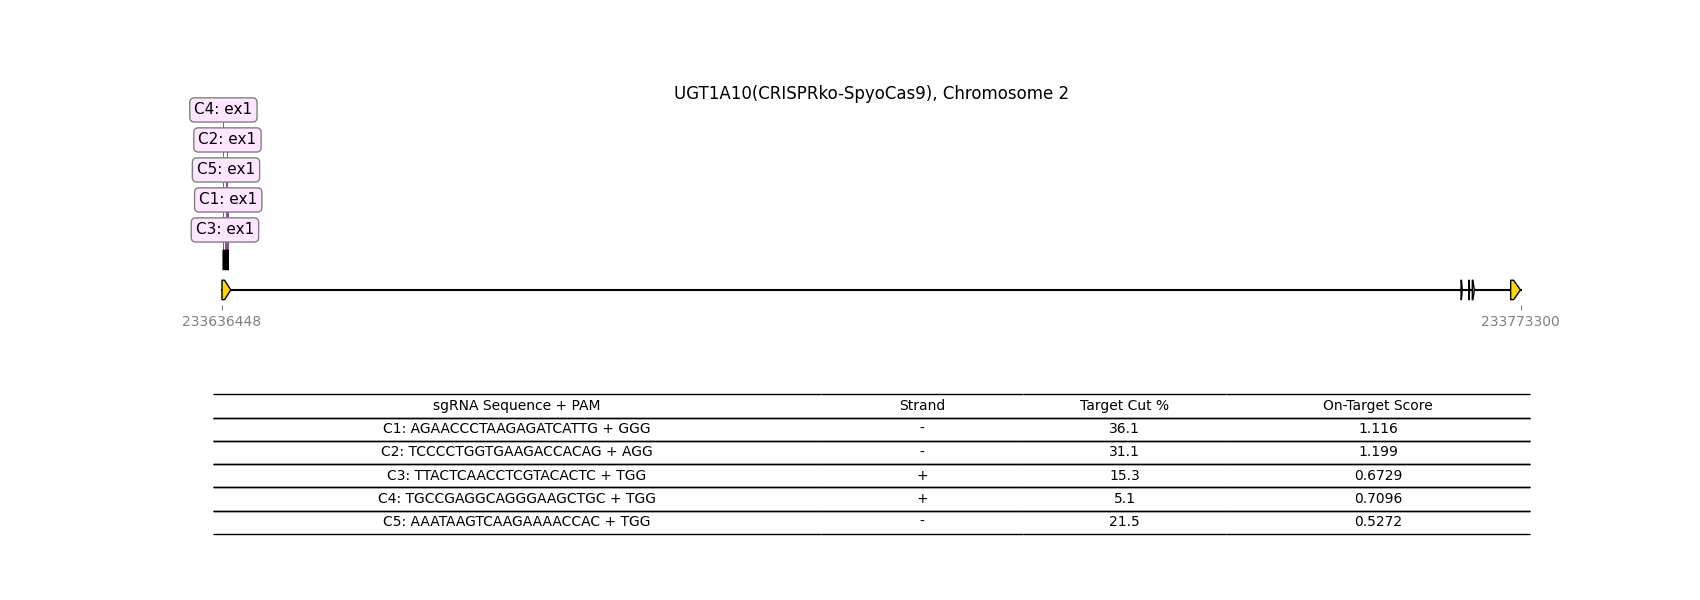 UGT1A10(CRISPRko-SpyoCas9), Chromosome 2
C4: ex1
C2: ex1
C5: ex1
C1: ex1
C3: ex1
233636448 233773300
sgRNA Sequence + PAM Strand Target Cut % On-Target Score
C1: AGAACCCTAAGAGATCATTG + GGG - 36.1 1.116
C2: TCCCCTGGTGAAGACCACAG + AGG - 31.1 1.199
C3: TTACTCAACCTCGTACACTC + TGG + 15.3 0.6729
C4: TGCCGAGGCAGGGAAGCTGC + TGG + 5.1 0.7096
C5: AAATAAGTCAAGAAAACCAC + TGG - 21.5 0.5272